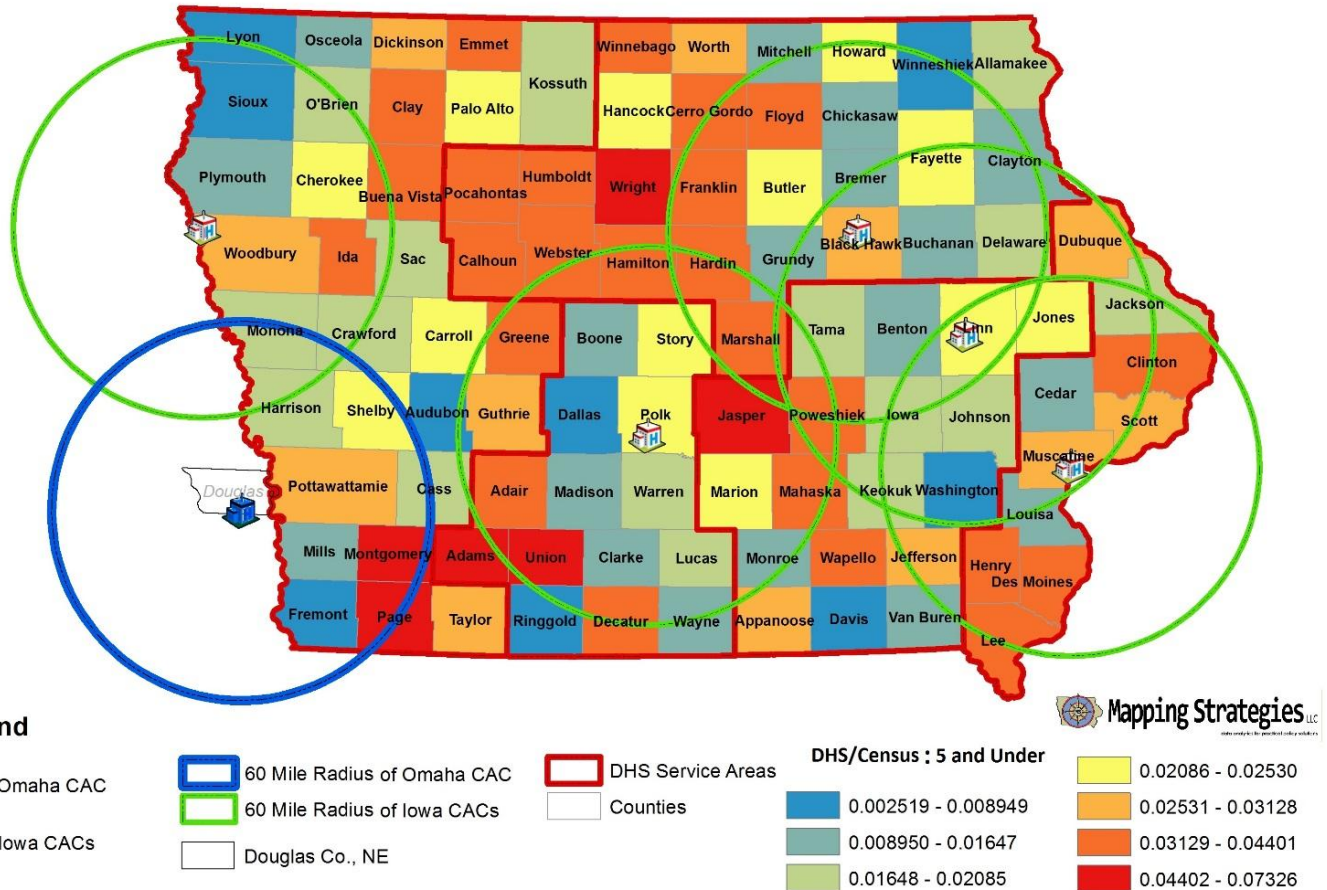 Lyon
Osceola
Dickinson
Emmet
Kossuth
Winnebago
Worth
Mitchell
Howard
Winneshiek
Allamakee
Sioux
O'Brien
Clay
Palo Alto
Hancock
Cerro Gordo
Floyd
Chickasaw
Fayette
Clayton
Plymouth
Cherokee
Buena Vista
Pocahontas
Humboldt
Wright
Franklin
Butler
Bremer
Woodbury
Ida
Sac
Calhoun
Webster
Hamilton
Hardin
Grundy
Black Hawk
Buchanan
Delaware
Dubuque
Monona
Crawford
Carroll
Greene
Boone
Story
Marshall
Tama
Benton
Linn
Jones
Jackson
Clinton
Harrison
Shelby
Audubon
Guthrie
Dallas
Polk
Jasper
Poweshiek
Iowa
Johnson
Cedar
Scott
Muscatine
Douglas
Pottawattamie
Cass
Adair
Madison
Warren
Marion
Mahaska
Keokuk
Washington
Louisa
Mills
Montgomery
Adams
Union
Clarke
Lucas
Monroe
Wapello
Jefferson
Henry
Des Moines
Fremont
Page
Taylor
Ringgold
Decatur
Wayne
Appanoose
Davis
Van Buren
Lee
Mapping Strategies LLC
nd
Omaha CAC
Iowa CACs
60 Mile Radius of Omaha CAC
60 Mile Radius of Iowa CACs
Douglas Co., NE
DHS Service Areas
Counties
DHS/Census : 5 and Under
0.002519 - 0.008949
0.008950 - 0.01647
0.01648 - 0.02085
0.02086 - 0.02530
0.02531 - 0.03128
0.03129 - 0.04401
0.04402 - 0.07326